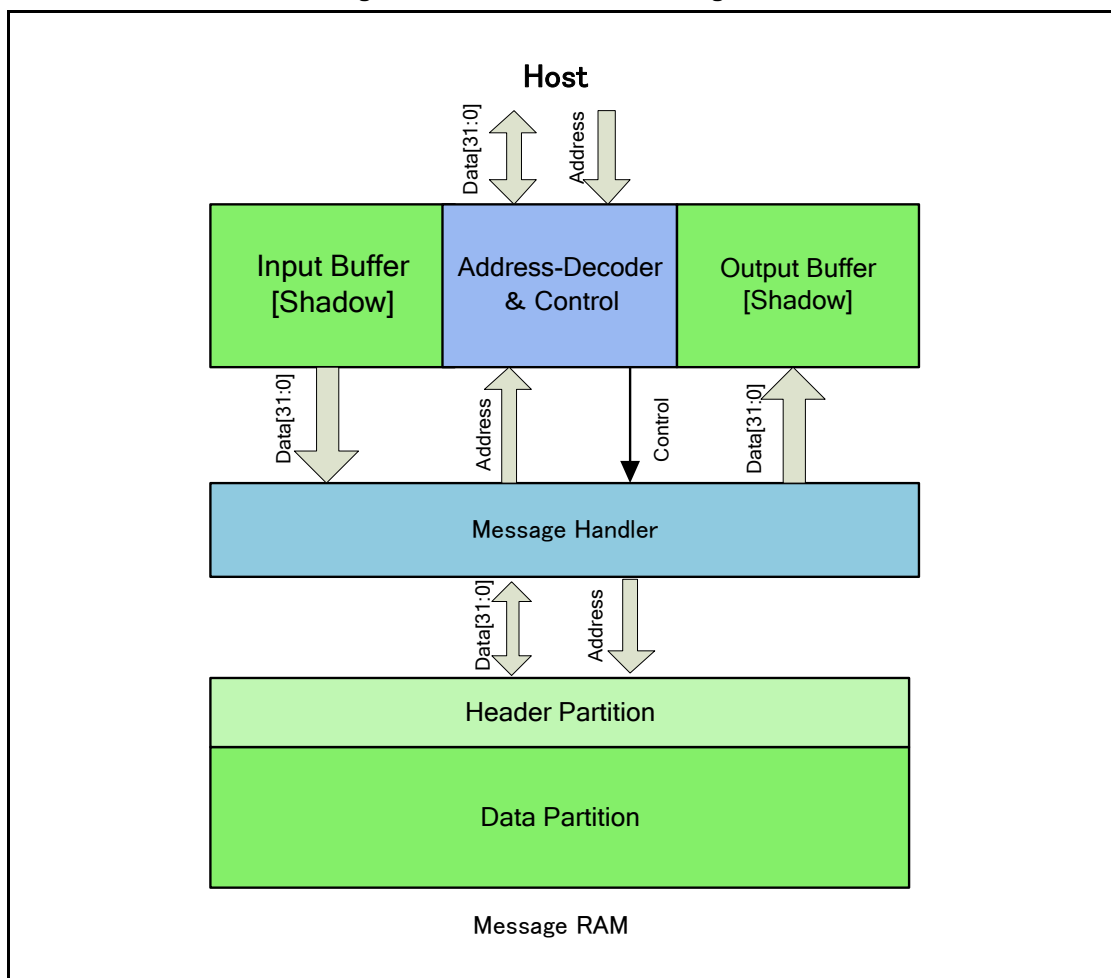 Host
Data[31:0]
Address
Input Buffer
[Shadow]
Address-Decoder
& Control
Output Buffer
[Shadow]
Data[31:0]
Address
Control
Data[31:0]
Message Handler
Data[31:0]
Address
Header Partition
Data Partition
Message RAM